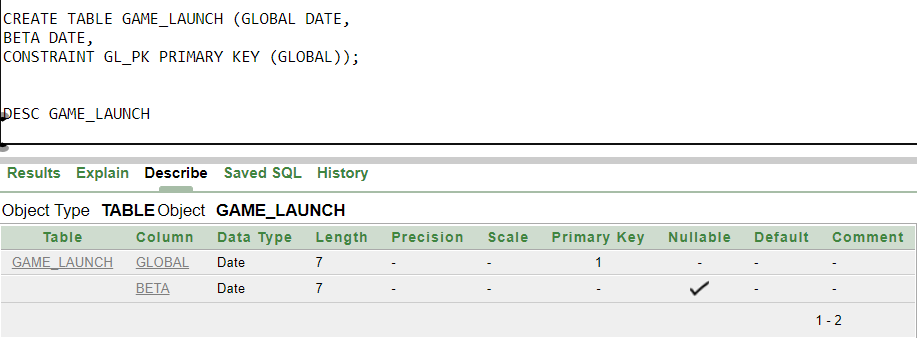 CREATE TABLE GAME_LAUNCH (GLOBAL DATE,
BETA DATE,
CONSTRAINT GL_PK PRIMARY KEY (GLOBAL));
DESC GAME_LAUNCH
Results Explain Describe Saved SQL History
Object Type TABLE Object GAME_LAUNCH
Table Column Data Type Length Precision Scale Primary Key Nullable Default Comment
GAME_LAUNCH GLOBAL Date 7 - - 1 - - -
BETA Date 7 - - - ✓ - -
1 - 2